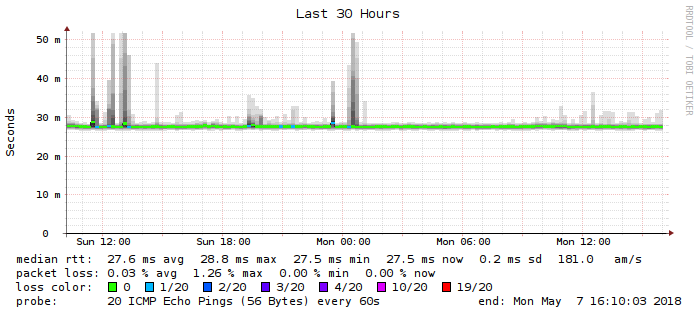 Last 30 Hours
RRDTOOL / TOBI OETIKER
Seconds
50 m
40 m
30 m
20 m
10 m
0
Sun 12:00 Sun 18:00 Mon 00:00 Mon 06:00 Mon 12:00
median rtt: 27.6 ms avg 28.8 ms max 27.5 ms min 27.5 ms now 0.2 ms sd 181.0 am/s
packet loss: 0.03 % avg 1.26 % max 0.00 % min 0.00 % now
loss color: 0 1/20 2/20 3/20 4/20 10/20 19/20
probe: 20 ICMP Echo Pings (56 Bytes) every 60s end: Mon May 7 16:10:03 2018